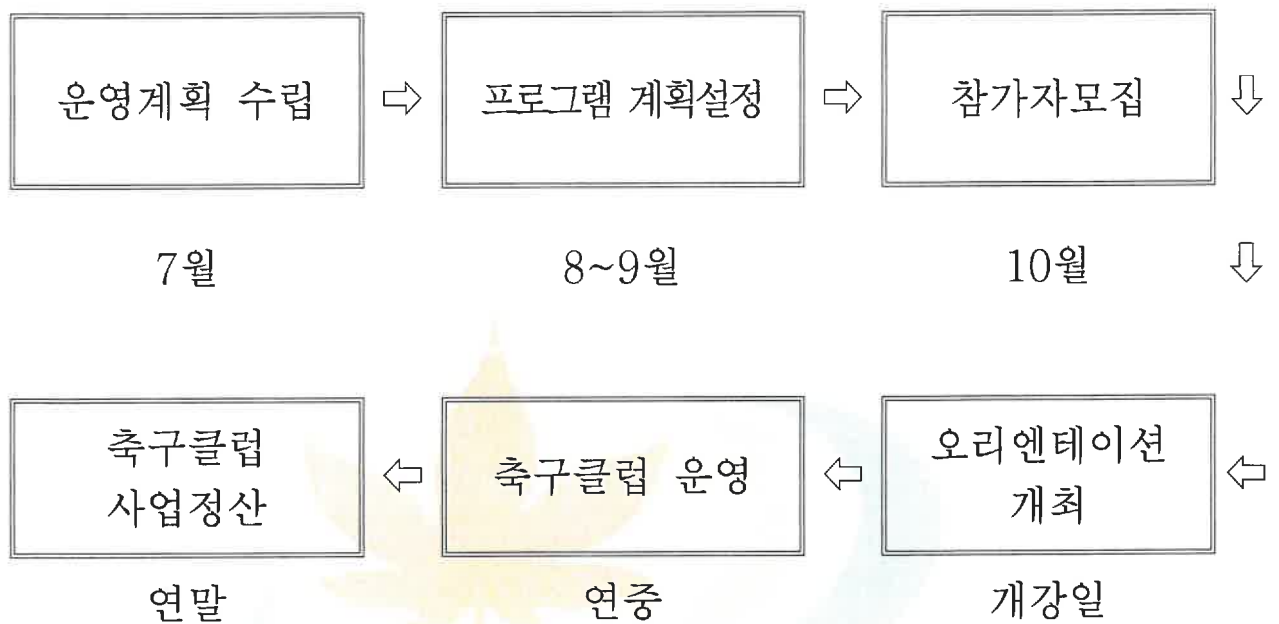 운영계획 수립 ⇨ 프로그램 계획설정 ⇨ 참가자모집 ⇩
7월 8~9월 10월 ⇩
축구클럽
사업정산 ⇦ 축구클럽 운영 ⇦ 오리엔테이션
개최 ⇦
연말 연중 개강일